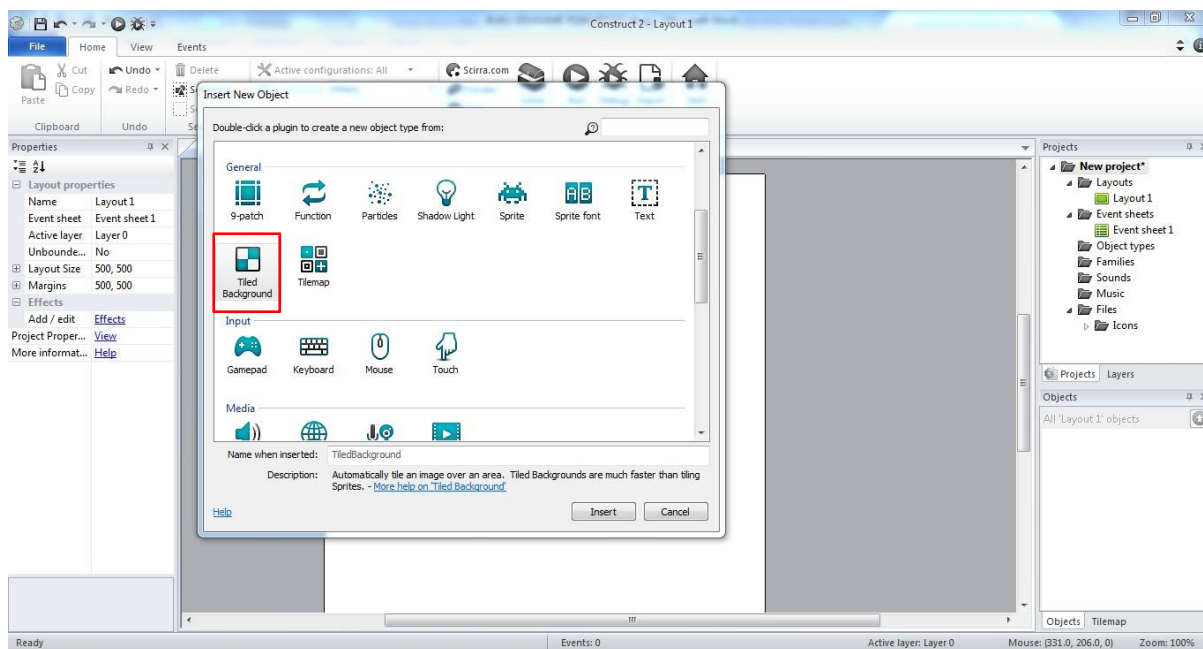 Construct 2 - Layout 1
File Home View Events
Cut
Copy
Paste
Clipboard
Undo
Redo
Undo
Delete
Active configurations: All
Scirra.com
Insert New Object
Double-click a plugin to create a new object type from:
General
9-patch Function Particles Shadow Light Sprite Sprite font Text
Tiled
Background
Tilemap
Input
Gamepad Keyboard Mouse Touch
Media
Name when inserted: TiledBackground
Description: Automatically tile an image over an area. Tiled Backgrounds are much faster than tiling
Sprites. - More help on 'Tiled Background'
Help
Insert Cancel
Properties
Layout properties
Name Layout 1
Event sheet Event sheet 1
Active layer Layer 0
Unbounde... No
Layout Size 500, 500
Margins 500, 500
Effects
Add / edit Effects
Project Proper... View
More informat... Help
Projects
New project*
Layouts
Layout 1
Event sheets
Event sheet 1
Object types
Families
Sounds
Music
Files
Icons
Projects Layers
Objects
All 'Layout 1' objects
Objects Tilemap
Ready Events: 0 Active layer: Layer 0 Mouse: (331.0, 206.0, 0) Zoom: 100%